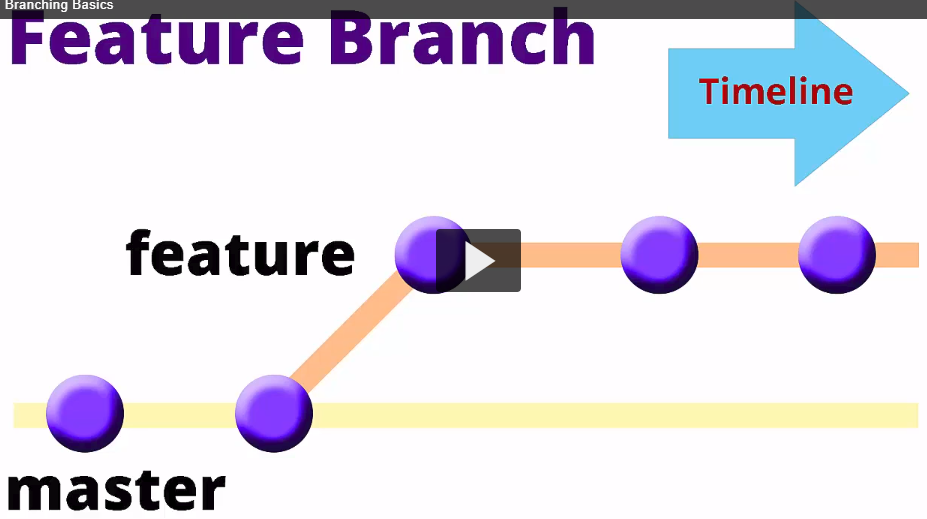 Branching Basics
Feature Branch
Timeline
feature
master